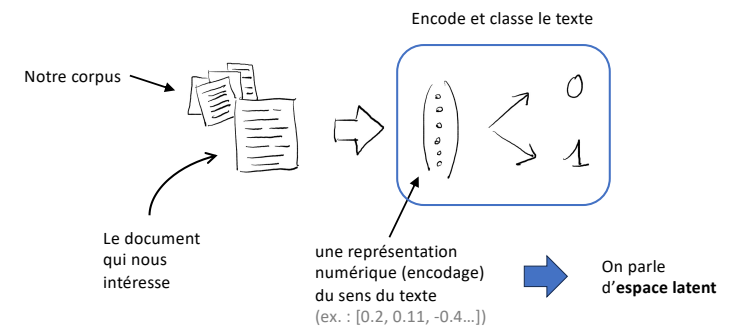 Encode et classe le texte
Notre corpus
0
1
Le document
qui nous
intéresse
une représentation
numérique (encodage)
du sens du texte
(ex. : [0.2, 0.11, -0.4…])
On parle
d’espace latent